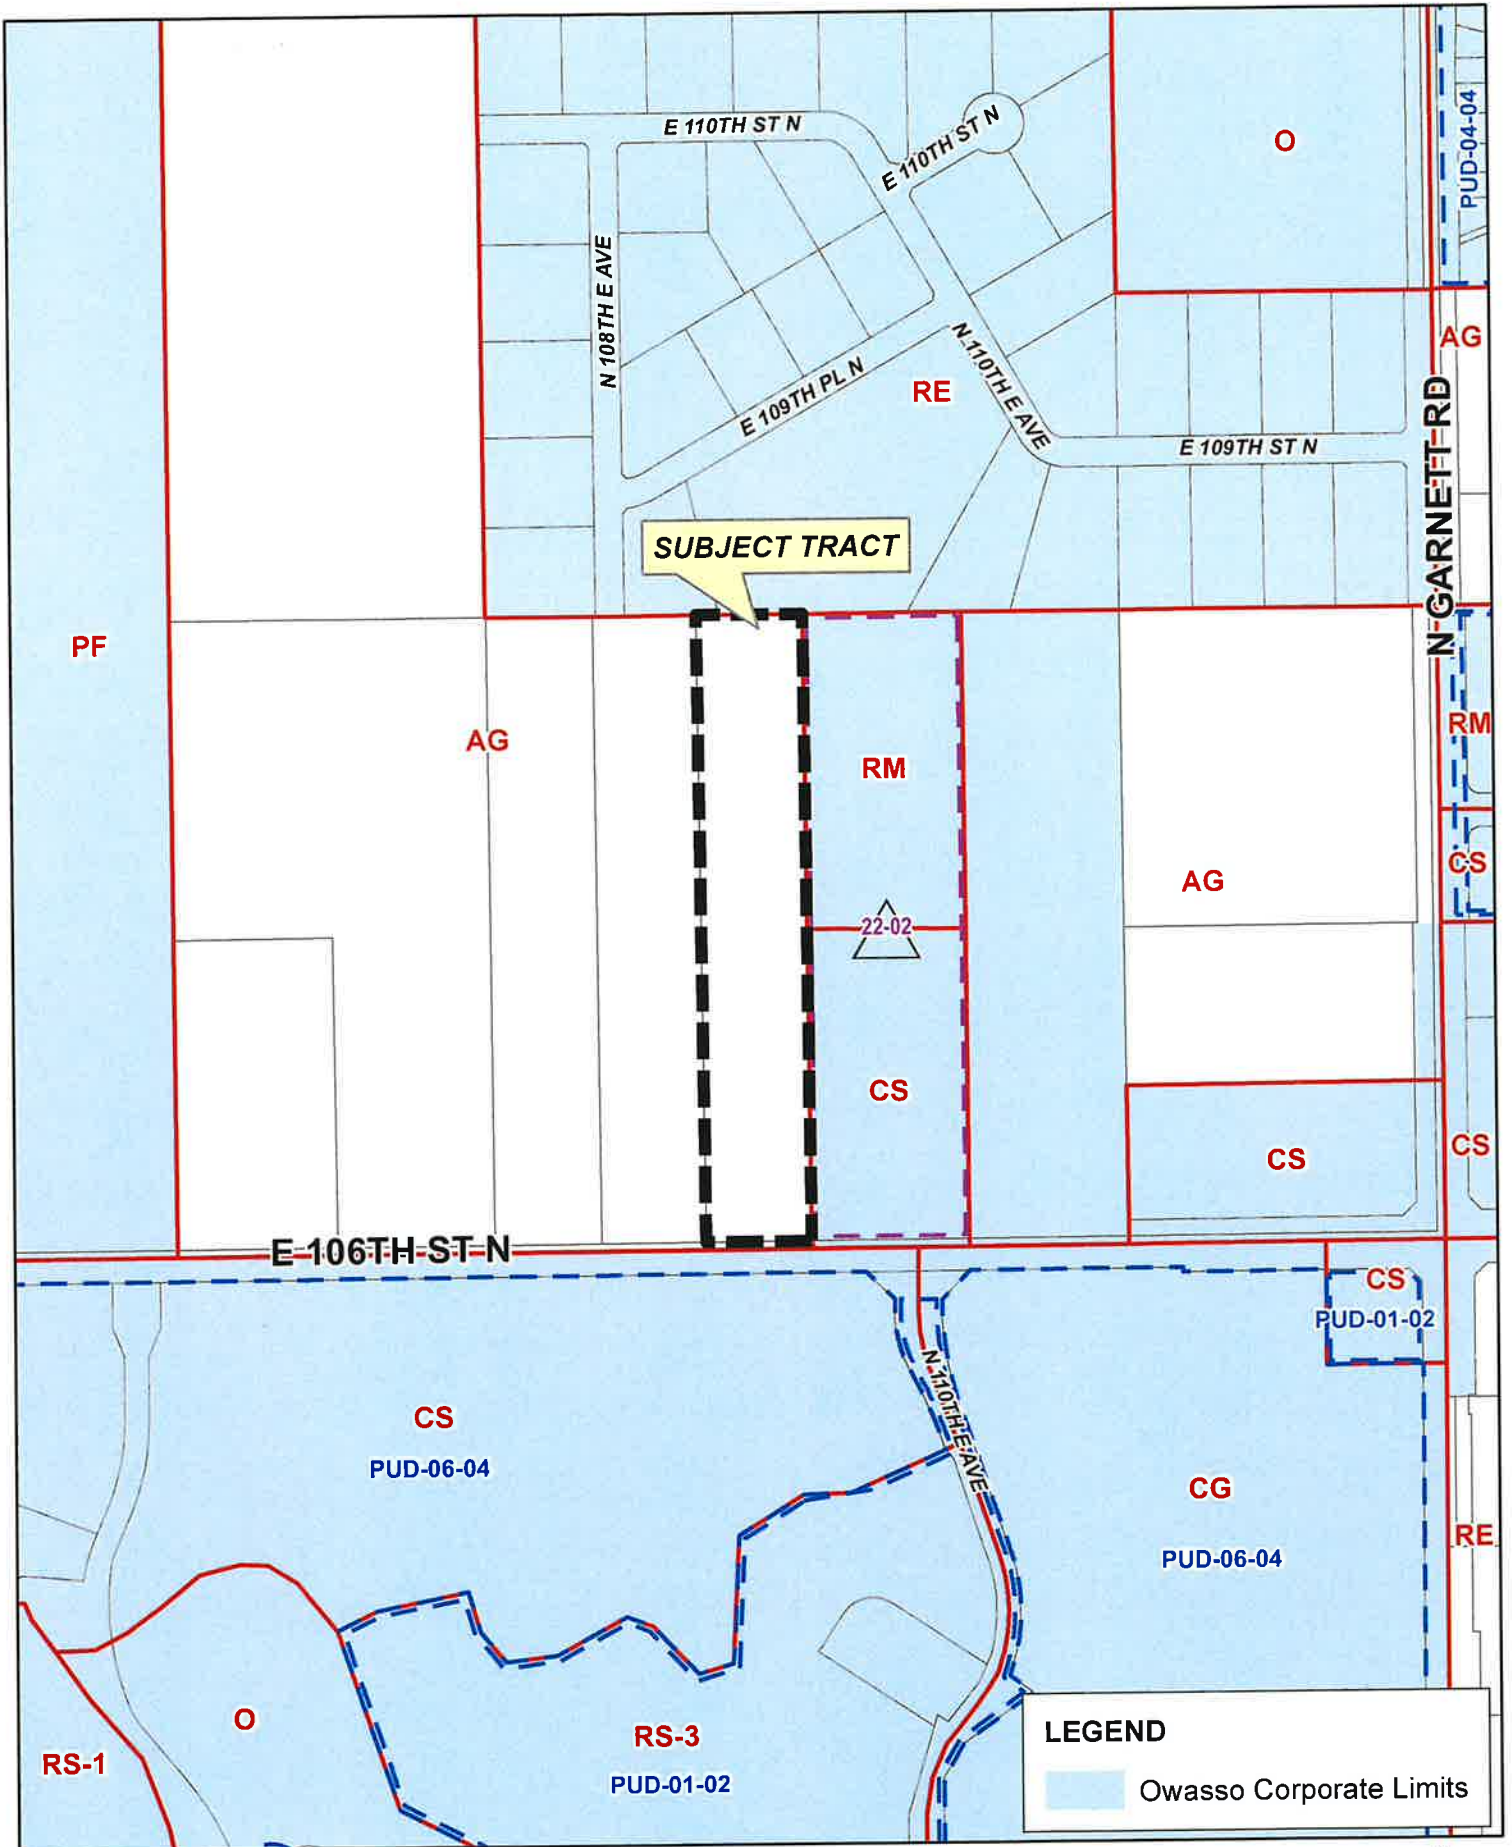 E 110TH ST N
E 110TH ST N
O
PUD-04-04
N 108TH E AVE
AG
N 110TH E AVE
E 109TH PL N
RE
E 109TH ST N
N GARNETT RD
SUBJECT TRACT
PF
AG
RM
RM
CS
AG
22-02
CS
CS
CS
E 106TH ST N
CS
PUD-01-02
N 110TH E AVE
CS
PUD-06-04
CG
PUD-06-04
RE
O
RS-1
RS-3
PUD-01-02
LEGEND
Owasso Corporate Limits